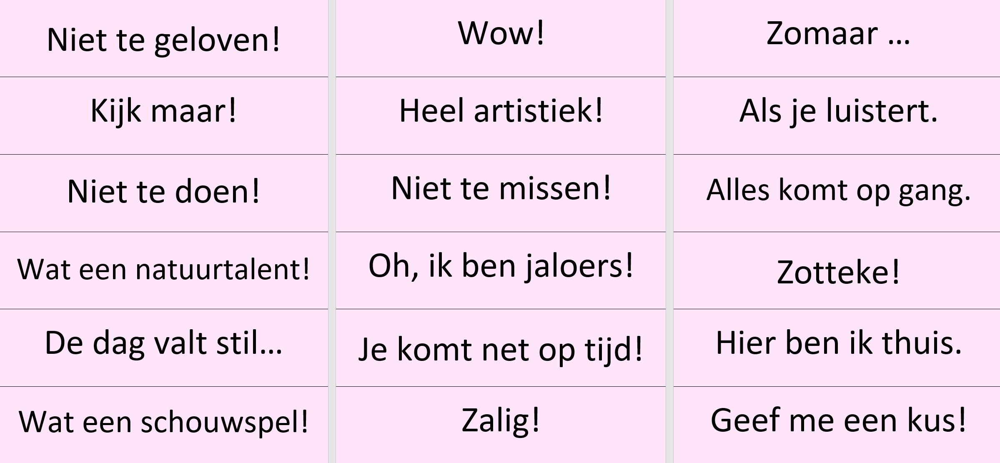 Niet te geloven!
Kijk maar!
Niet te doen!
Wat een natuurtalent!
De dag valt stil...
Wat een schouwspel!
Wow!
Heel artistiek!
Niet te missen!
Oh, ik ben jaloers!
Je komt net op tijd!
Zalig!
Zomaar ...
Als je luistert.
Alles komt op gang.
Zotteke!
Hier ben ik thuis.
Geef me een kus!